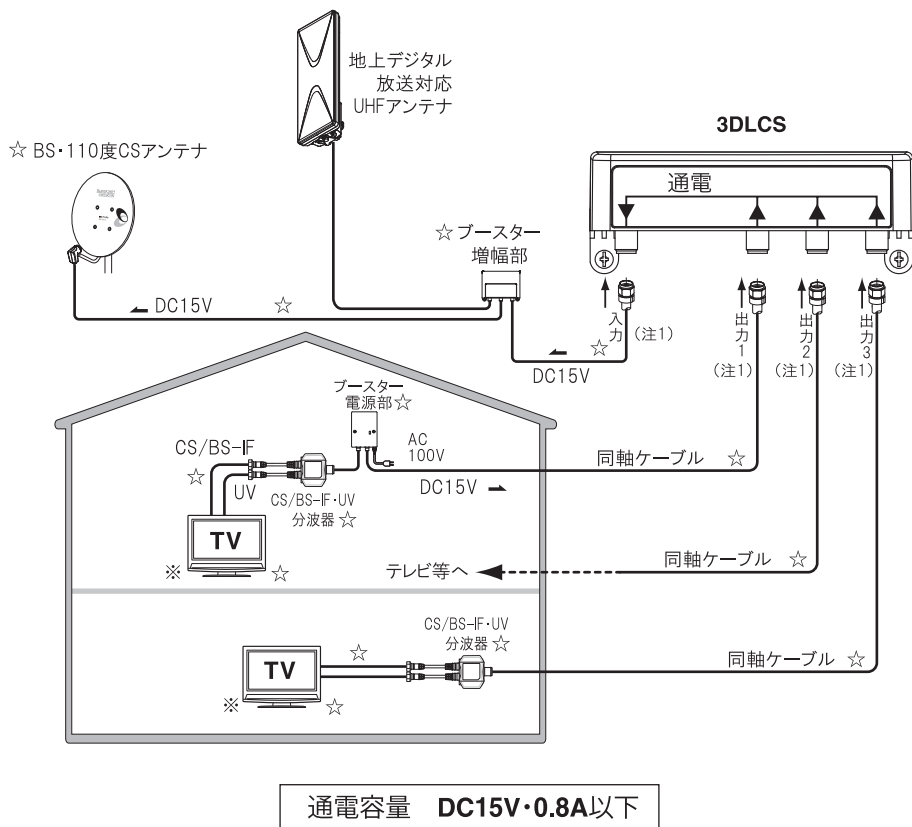 地上デジタル
放送対応
UHFアンテナ
☆ BS・110度CSアンテナ
3DLCS
通電
☆ブースター
増幅部
DC15V ☆
入力 (注1)
☆
DC15V
出力1
(注1)
出力2
(注1)
出力3
(注1)
ブースター
電源部☆
AC
100V
CS/BS-IF
☆
UV
CS/BS-IF・UV
分波器☆
DC15V
同軸ケーブル ☆
TV
※ ☆
テレビ等へ
同軸ケーブル ☆
CS/BS-IF・UV
分波器☆
☆
TV
※ ☆
同軸ケーブル ☆
通電容量 DC15V・0.8A以下